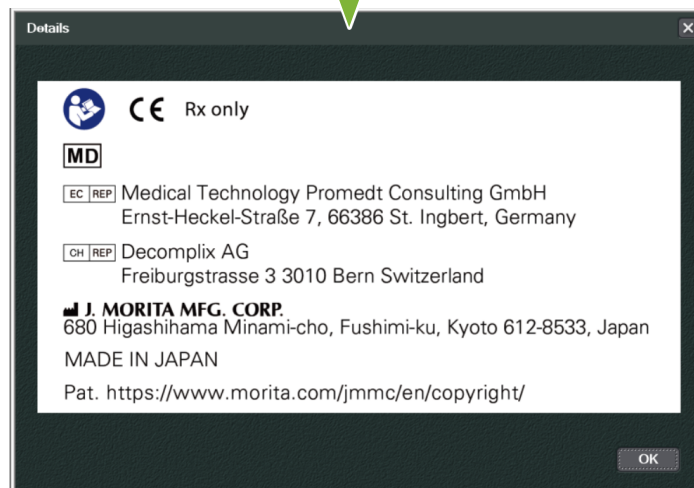 Details
CE Rx only
MD
EC REP Medical Technology Promedt Consulting GmbH
Ernst-Heckel-Straße 7, 66386 St. Ingbert, Germany
CH REP Decomplix AG
Freiburgstrasse 3 3010 Bern Switzerland
J. MORITA MFG. CORP.
680 Higashihama Minami-cho, Fushimi-ku, Kyoto 612-8533, Japan
MADE IN JAPAN
Pat. https://www.morita.com/jmmc/en/copyright/
OK